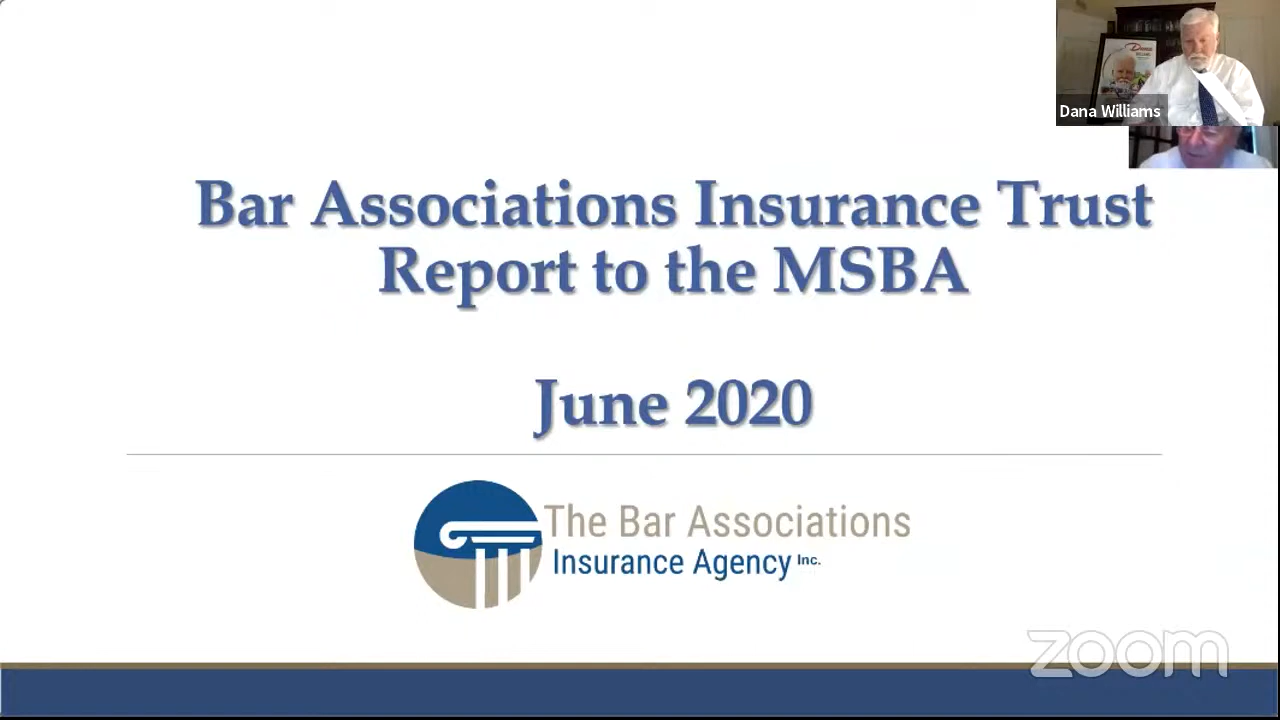 Dana Williams
Bar Associations Insurance Trust
Report to the MSBA
June 2020
The Bar Associations
Insurance Agency Inc.
zoom